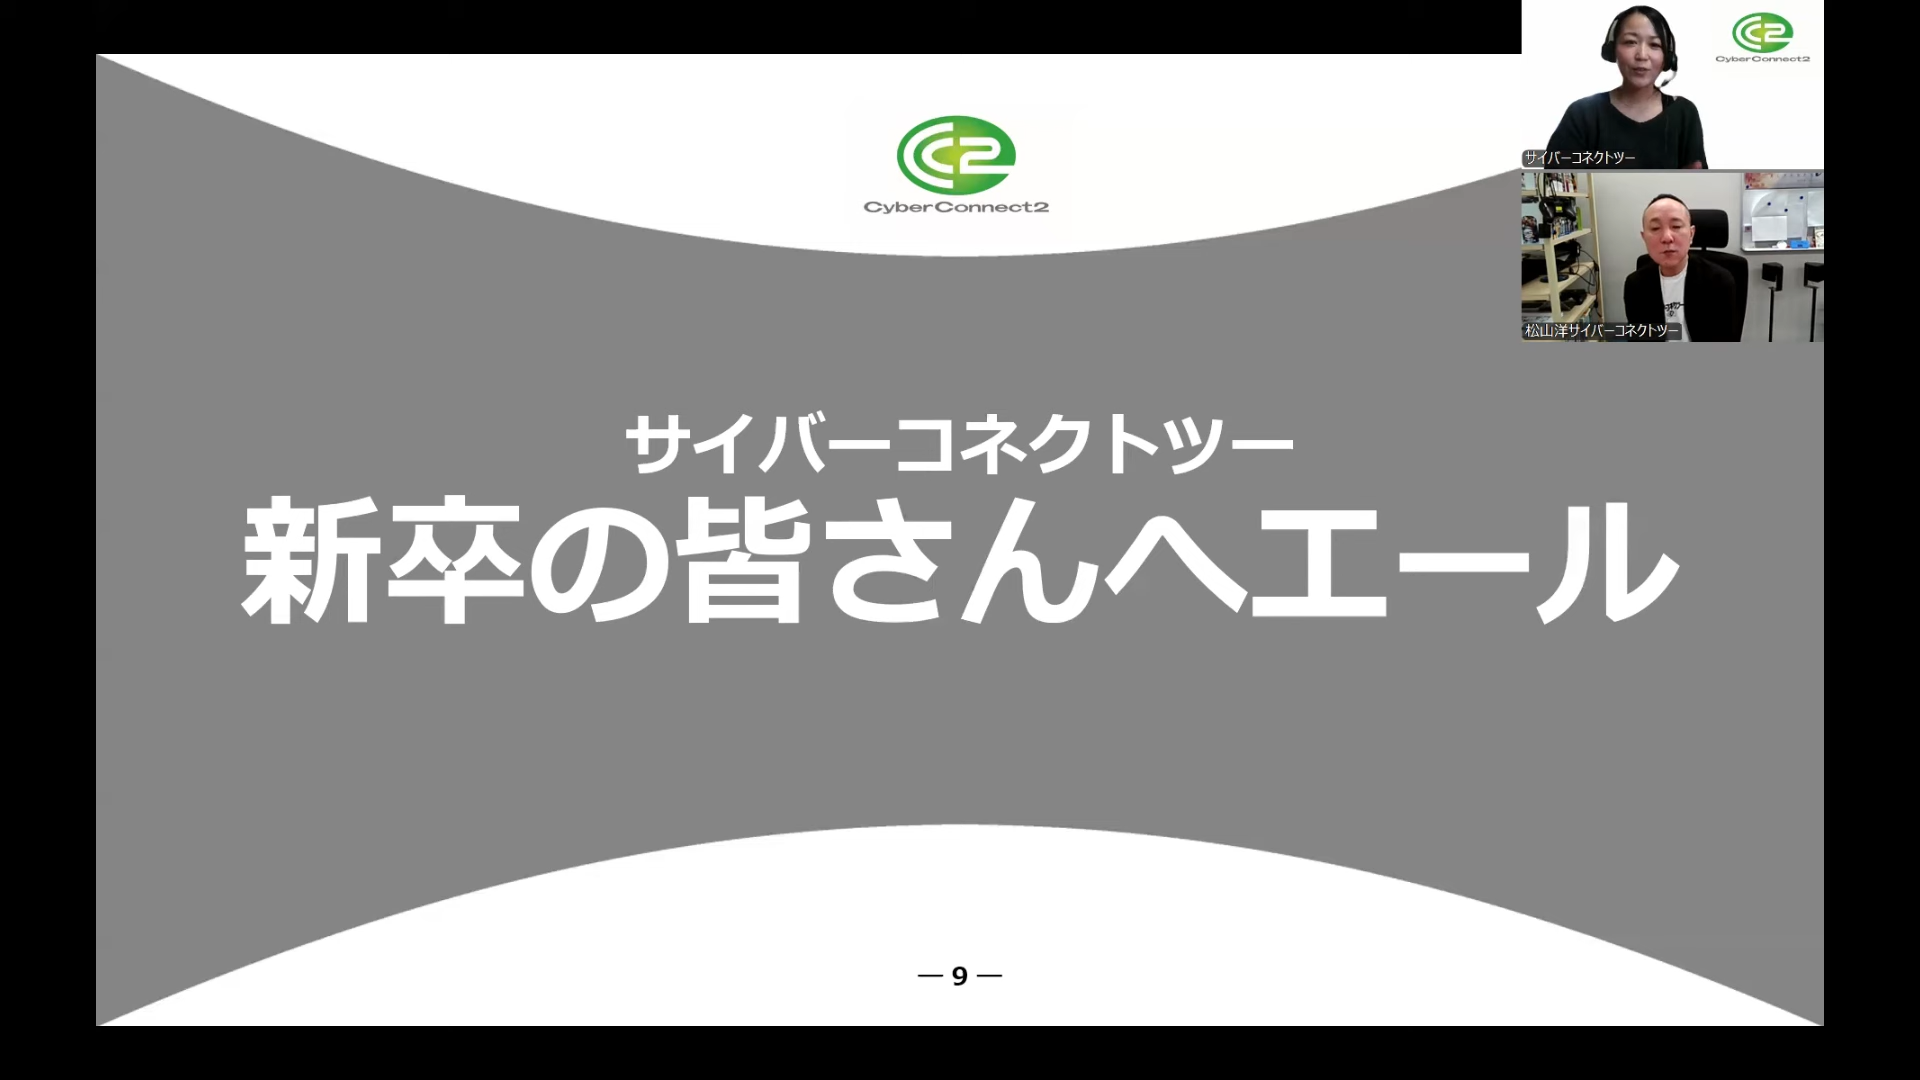 CyberConnect2
サイバーコネクトツー
新卒の皆さんへエール
— 9 —
CyberConnect2
サイバーコネクトツー
松山洋サイバーコネクトツー